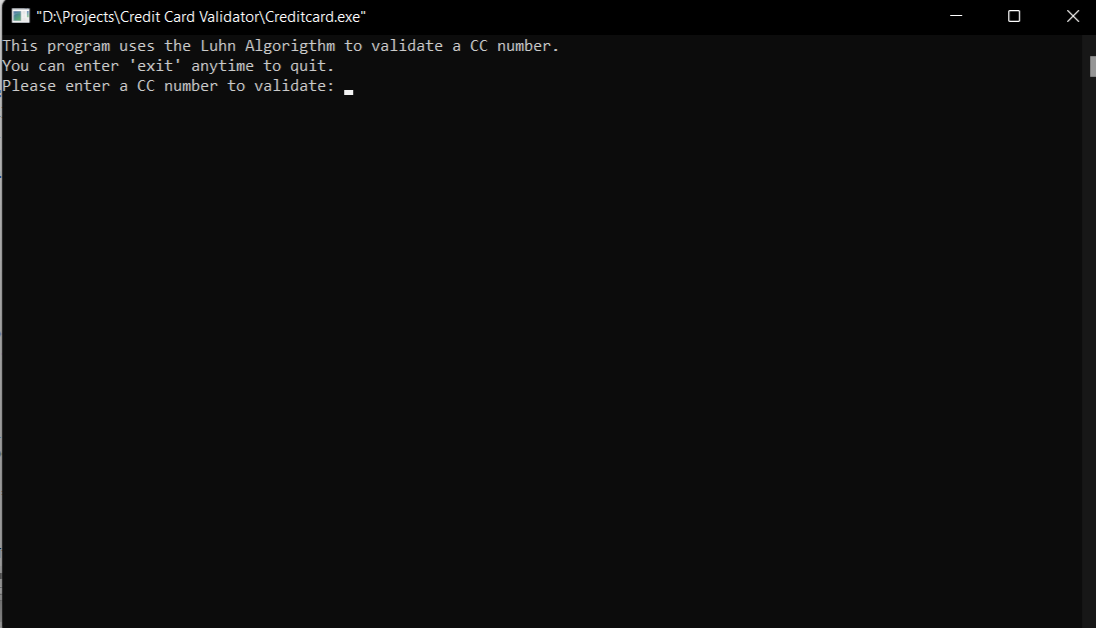 "D:\Projects\Credit Card Validator\Creditcard.exe"
This program uses the Luhn Algorigthm to validate a CC number.
You can enter 'exit' anytime to quit.
Please enter a CC number to validate: